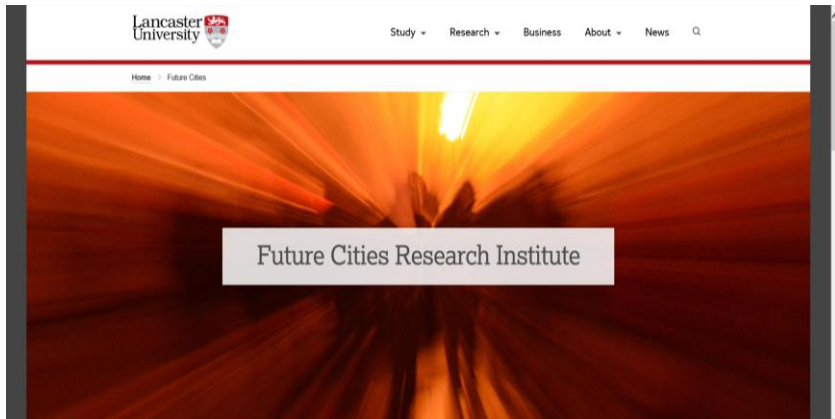 Lancaster
University
Study Research Business About News
Home > Future Cities
Future Cities Research Institute